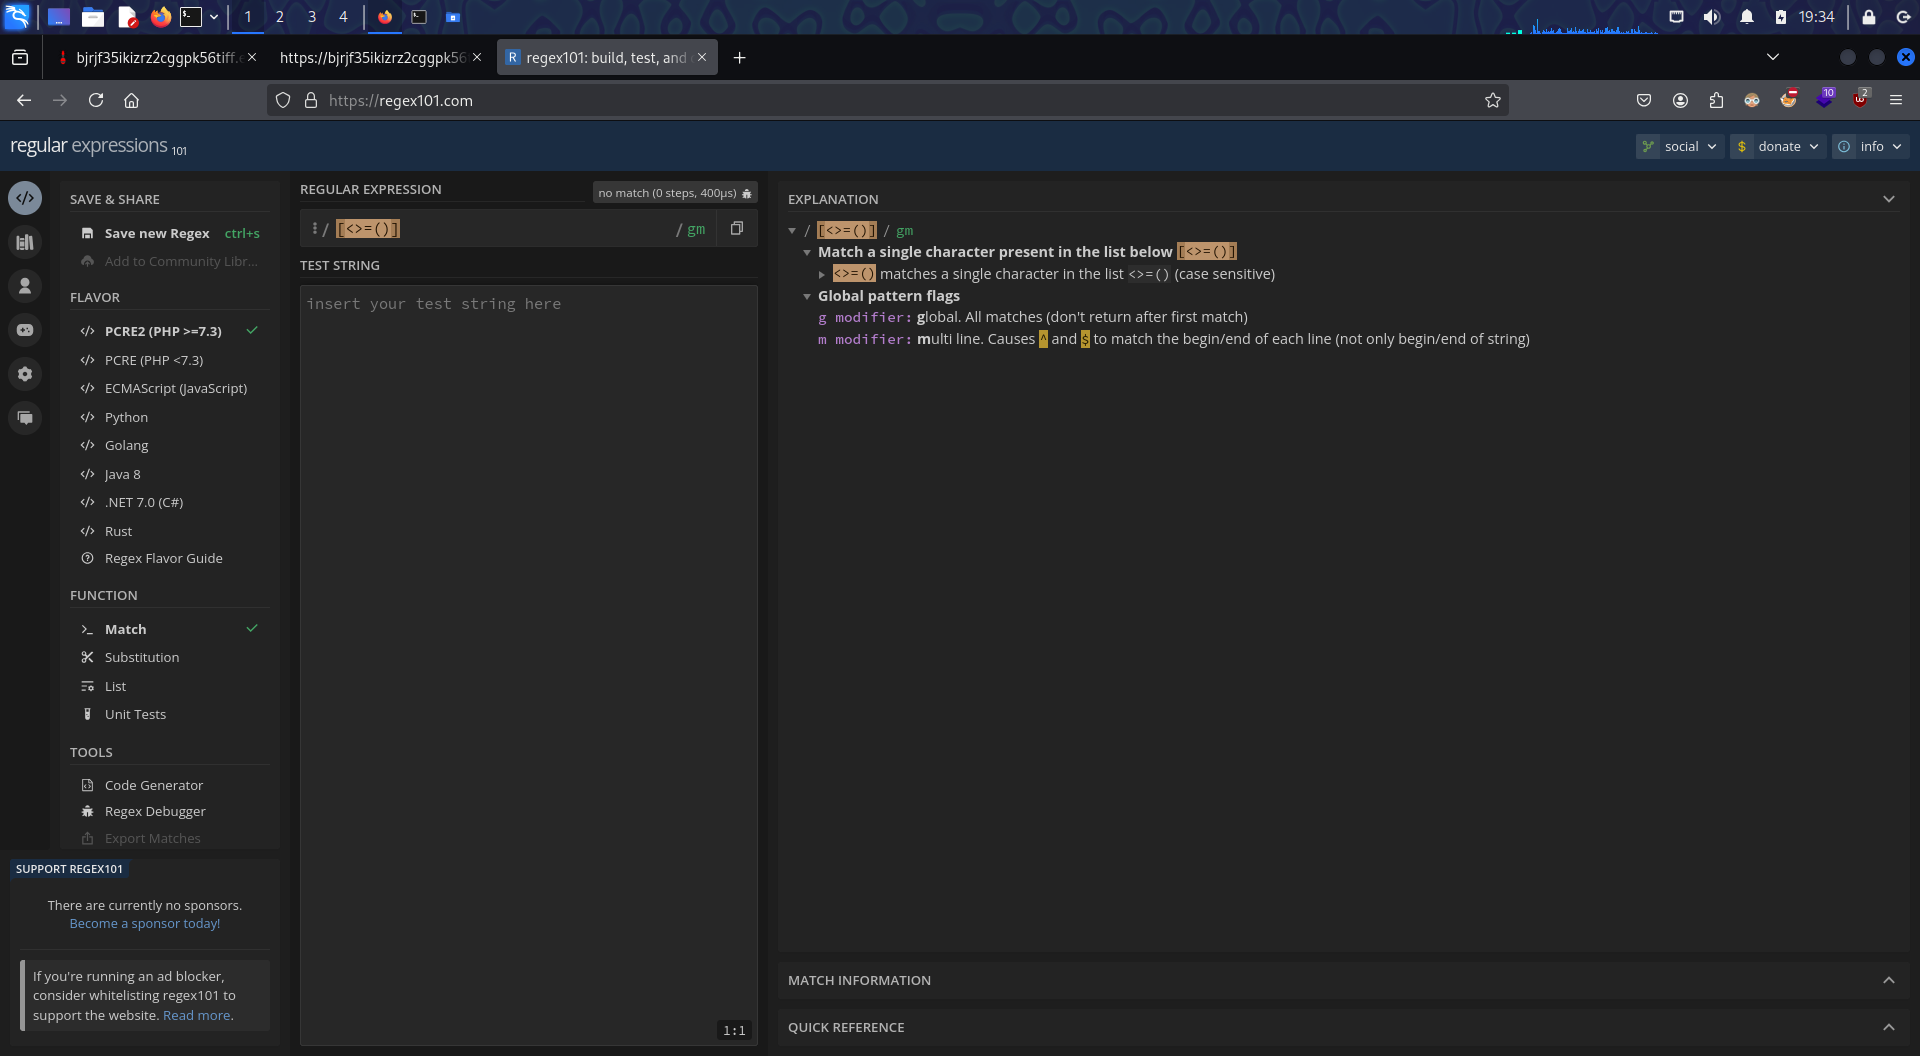 1 2 3 4 19:34
bjrjf35ikizrz2cggpk56tiff. https://bjrjf35ikizrz2cggpk56 regex101: build, test, and
https://regex101.com 10 2
regular expressions 101 social $ donate info
SAVE & SHARE
Save new Regex ctrl+s
Add to Community Libr...
FLAVOR
PCRE2 (PHP >=7.3)
PCRE (PHP <7.3)
ECMAScript (JavaScript)
Python
Golang
Java 8
.NET 7.0 (C#)
Rust
Regex Flavor Guide
FUNCTION
Match
Substitution
List
Unit Tests
TOOLS
Code Generator
Regex Debugger
Export Matches
SUPPORT REGEX101
There are currently no sponsors.
Become a sponsor today!
If you're running an ad blocker,
consider whitelisting regex101 to
support the website. Read more.
REGULAR EXPRESSION no match (0 steps, 400μs)
/ [<>=()] / gm
TEST STRING
insert your test string here
1:1
EXPLANATION
/ [<>=()] / gm
Match a single character present in the list below [<>=()]
<>=() matches a single character in the list <>=() (case sensitive)
Global pattern flags
g modifier: global. All matches (don't return after first match)
m modifier: multi line. Causes ^ and $ to match the begin/end of each line (not only begin/end of string)
MATCH INFORMATION
QUICK REFERENCE